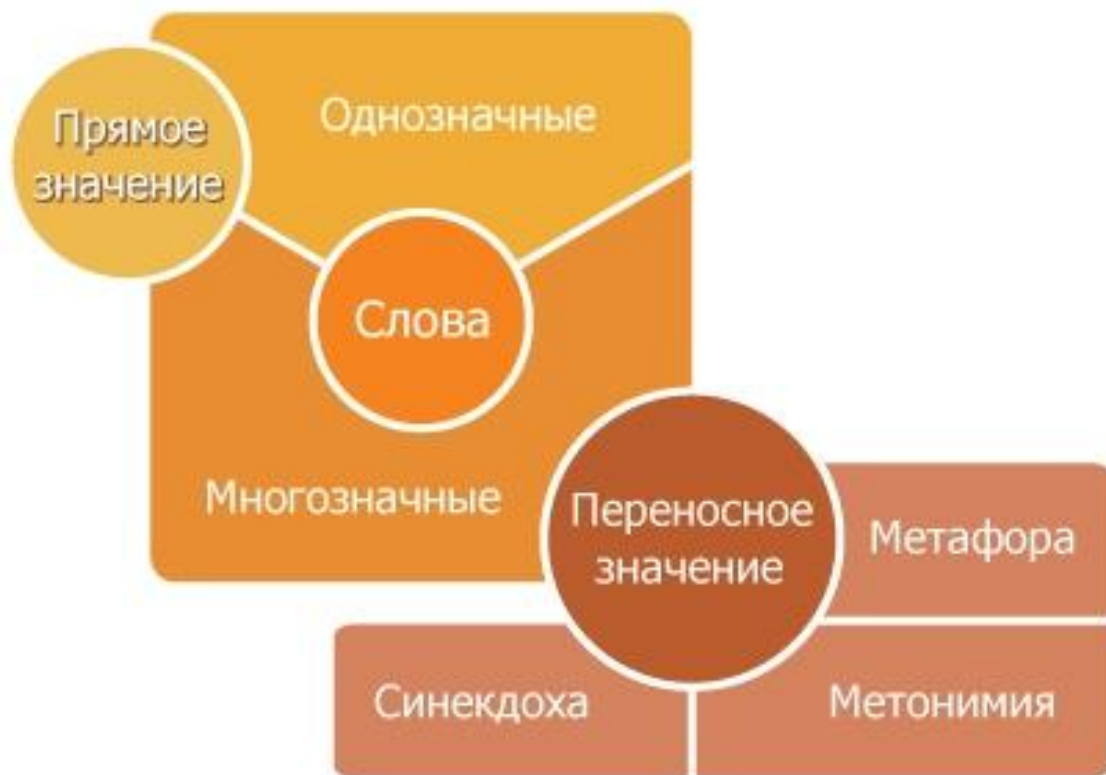 Однозначные
Прямое
значение
Слова
Многозначные
Переносное
значение
Метафора
Синекдоха
Метонимия